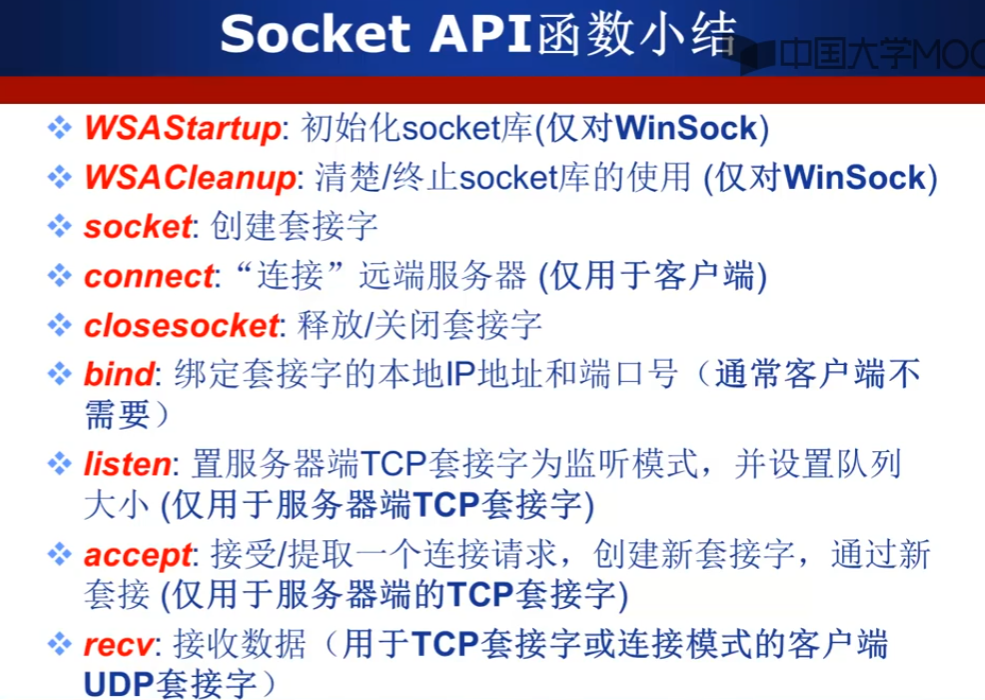 Socket API函数小结
中国大学MOO
WSAStartup: 初始化socket库(仅对WinSock)
WSACleanup: 清楚/终止socket库的使用 (仅对WinSock)
socket: 创建套接字
connect: “连接”远端服务器 (仅用于客户端)
closesocket: 释放/关闭套接字
bind: 绑定套接字的本地IP地址和端口号（通常客户端不
需要）
listen: 置服务器端TCP套接字为监听模式，并设置队列
大小 (仅用于服务器端TCP套接字)
accept: 接受/提取一个连接请求，创建新套接字，通过新
套接 (仅用于服务器端的TCP套接字)
recv: 接收数据（用于TCP套接字或连接模式的客户端
UDP套接字）